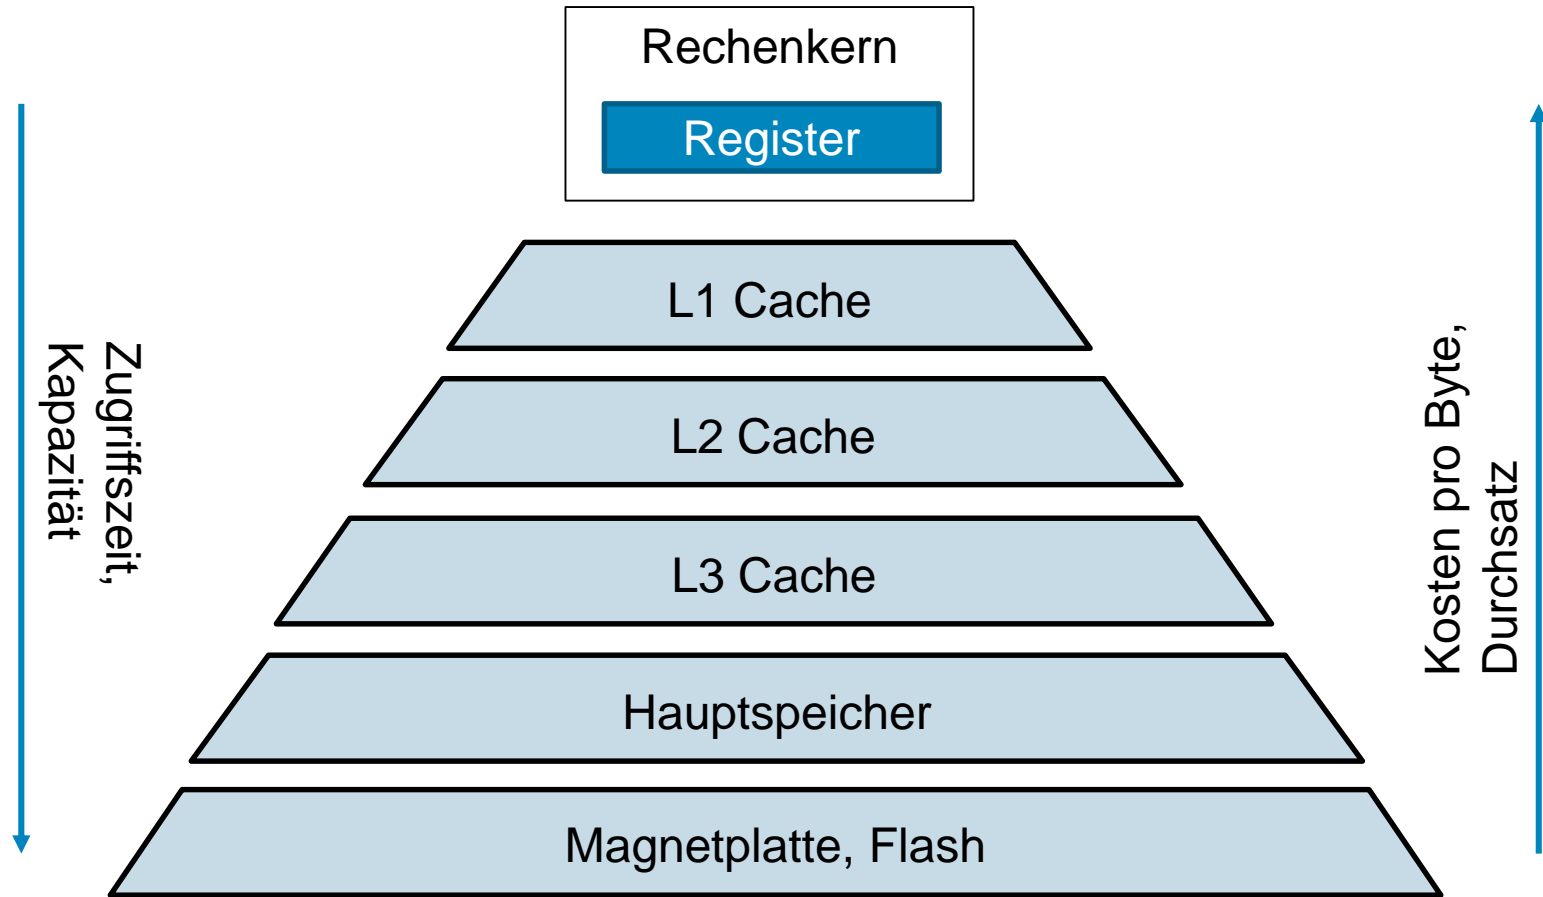 Rechenkern
Register
L1 Cache
L2 Cache
L3 Cache
Hauptspeicher
Magnetplatte, Flash
Zugriffszeit,
Kapazität
Kosten pro Byte,
Durchsatz